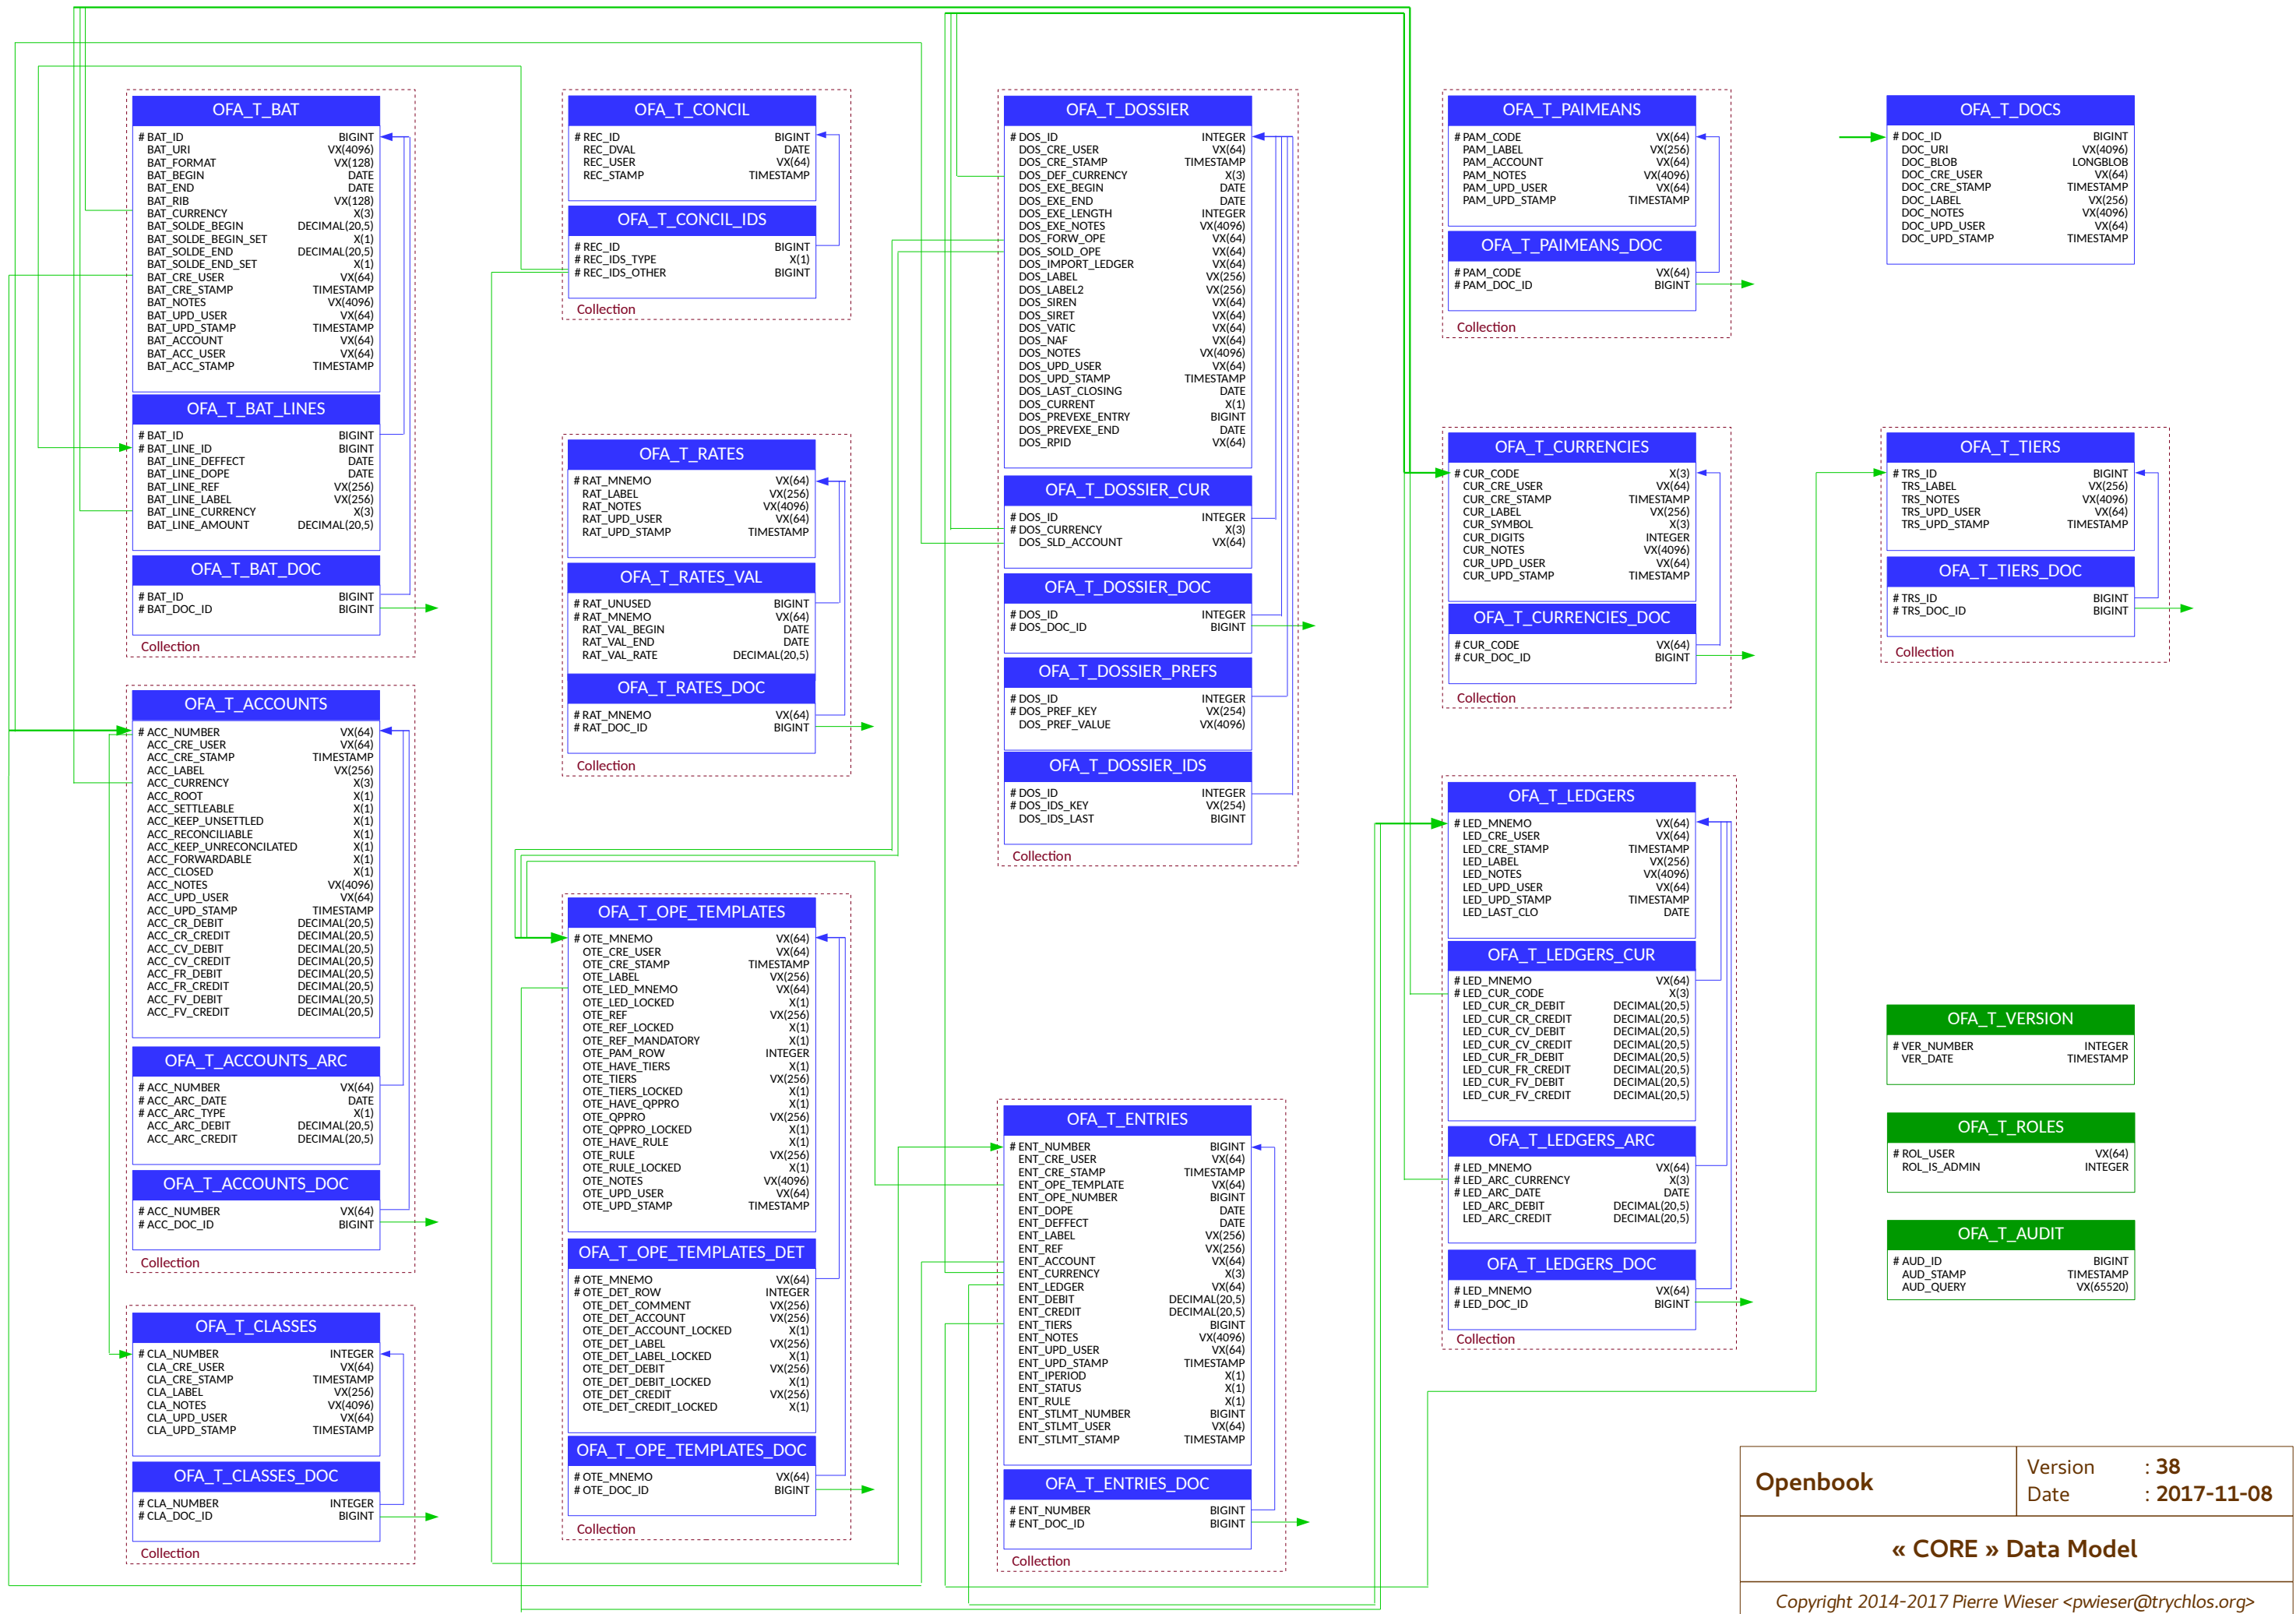 OFA_T_BAT
# BAT_ID BIGINT
BAT_URI VX(4096)
BAT_FORMAT VX(128)
BAT_BEGIN DATE
BAT_END DATE
BAT_RIB VX(128)
BAT_CURRENCY X(3)
BAT_SOLDE_BEGIN DECIMAL(20,5)
BAT_SOLDE_BEGIN_SET X(1)
BAT_SOLDE_END DECIMAL(20,5)
BAT_SOLDE_END_SET X(1)
BAT_CRE_USER VX(64)
BAT_CRE_STAMP TIMESTAMP
BAT_NOTES VX(4096)
BAT_UPD_USER VX(64)
BAT_UPD_STAMP TIMESTAMP
BAT_ACCOUNT VX(64)
BAT_ACC_USER VX(64)
BAT_ACC_STAMP TIMESTAMP
OFA_T_BAT_LINES
# BAT_ID BIGINT
# BAT_LINE_ID BIGINT
BAT_LINE_DEFFECT DATE
BAT_LINE_DOPE DATE
BAT_LINE_REF VX(256)
BAT_LINE_LABEL VX(256)
BAT_LINE_CURRENCY X(3)
BAT_LINE_AMOUNT DECIMAL(20,5)
OFA_T_BAT_DOC
# BAT_ID BIGINT
# BAT_DOC_ID BIGINT
Collection
OFA_T_ACCOUNTS
# ACC_NUMBER VX(64)
ACC_CRE_USER VX(64)
ACC_CRE_STAMP TIMESTAMP
ACC_LABEL VX(256)
ACC_CURRENCY X(3)
ACC_ROOT X(1)
ACC_SETTLEABLE X(1)
ACC_KEEP_UNSETTLED X(1)
ACC_RECONCILIABLE X(1)
ACC_KEEP_UNRECONCILATED X(1)
ACC_FORWARDABLE X(1)
ACC_CLOSED X(1)
ACC_NOTES VX(4096)
ACC_UPD_USER VX(64)
ACC_UPD_STAMP TIMESTAMP
ACC_CR_DEBIT DECIMAL(20,5)
ACC_CR_CREDIT DECIMAL(20,5)
ACC_CV_DEBIT DECIMAL(20,5)
ACC_CV_CREDIT DECIMAL(20,5)
ACC_FR_DEBIT DECIMAL(20,5)
ACC_FR_CREDIT DECIMAL(20,5)
ACC_FV_DEBIT DECIMAL(20,5)
ACC_FV_CREDIT DECIMAL(20,5)
OFA_T_ACCOUNTS_ARC
# ACC_NUMBER VX(64)
# ACC_ARC_DATE DATE
# ACC_ARC_TYPE X(1)
ACC_ARC_DEBIT DECIMAL(20,5)
ACC_ARC_CREDIT DECIMAL(20,5)
OFA_T_ACCOUNTS_DOC
# ACC_NUMBER VX(64)
# ACC_DOC_ID BIGINT
Collection
OFA_T_CLASSES
# CLA_NUMBER INTEGER
CLA_CRE_USER VX(64)
CLA_CRE_STAMP TIMESTAMP
CLA_LABEL VX(256)
CLA_NOTES VX(4096)
CLA_UPD_USER VX(64)
CLA_UPD_STAMP TIMESTAMP
OFA_T_CLASSES_DOC
# CLA_NUMBER INTEGER
# CLA_DOC_ID BIGINT
Collection
OFA_T_CONCIL
# REC_ID BIGINT
REC_DVAL DATE
REC_USER VX(64)
REC_STAMP TIMESTAMP
OFA_T_CONCIL_IDS
# REC_ID BIGINT
# REC_IDS_TYPE X(1)
# REC_IDS_OTHER BIGINT
Collection
OFA_T_RATES
# RAT_MNEMO VX(64)
RAT_LABEL VX(256)
RAT_NOTES VX(4096)
RAT_UPD_USER VX(64)
RAT_UPD_STAMP TIMESTAMP
OFA_T_RATES_VAL
# RAT_UNUSED BIGINT
# RAT_MNEMO VX(64)
RAT_VAL_BEGIN DATE
RAT_VAL_END DATE
RAT_VAL_RATE DECIMAL(20,5)
OFA_T_RATES_DOC
# RAT_MNEMO VX(64)
# RAT_DOC_ID BIGINT
Collection
OFA_T_OPE_TEMPLATES
# OTE_MNEMO VX(64)
OTE_CRE_USER VX(64)
OTE_CRE_STAMP TIMESTAMP
OTE_LABEL VX(256)
OTE_LED_MNEMO VX(64)
OTE_LED_LOCKED X(1)
OTE_REF VX(256)
OTE_REF_LOCKED X(1)
OTE_REF_MANDATORY X(1)
OTE_PAM_ROW INTEGER
OTE_HAVE_TIERS X(1)
OTE_TIERS VX(256)
OTE_TIERS_LOCKED X(1)
OTE_HAVE_QPPRO X(1)
OTE_QPPRO VX(256)
OTE_QPPRO_LOCKED X(1)
OTE_HAVE_RULE X(1)
OTE_RULE VX(256)
OTE_RULE_LOCKED X(1)
OTE_NOTES VX(4096)
OTE_UPD_USER VX(64)
OTE_UPD_STAMP TIMESTAMP
OFA_T_OPE_TEMPLATES_DET
# OTE_MNEMO VX(64)
# OTE_DET_ROW INTEGER
OTE_DET_COMMENT VX(256)
OTE_DET_ACCOUNT VX(256)
OTE_DET_ACCOUNT_LOCKED X(1)
OTE_DET_LABEL VX(256)
OTE_DET_LABEL_LOCKED X(1)
OTE_DET_DEBIT VX(256)
OTE_DET_DEBIT_LOCKED X(1)
OTE_DET_CREDIT VX(256)
OTE_DET_CREDIT_LOCKED X(1)
OFA_T_OPE_TEMPLATES_DOC
# OTE_MNEMO VX(64)
# OTE_DOC_ID BIGINT
Collection
OFA_T_DOSSIER
# DOS_ID INTEGER
DOS_CRE_USER VX(64)
DOS_CRE_STAMP TIMESTAMP
DOS_DEF_CURRENCY X(3)
DOS_EXE_BEGIN DATE
DOS_EXE_END DATE
DOS_EXE_LENGTH INTEGER
DOS_EXE_NOTES VX(4096)
DOS_FORW_OPE VX(64)
DOS_SOLD_OPE VX(64)
DOS_IMPORT_LEDGER VX(64)
DOS_LABEL VX(256)
DOS_LABEL2 VX(256)
DOS_SIREN VX(64)
DOS_SIRET VX(64)
DOS_VATIC VX(64)
DOS_NAF VX(64)
DOS_NOTES VX(4096)
DOS_UPD_USER VX(64)
DOS_UPD_STAMP TIMESTAMP
DOS_LAST_CLOSING DATE
DOS_CURRENT X(1)
DOS_PREVEXE_ENTRY BIGINT
DOS_PREVEXE_END DATE
DOS_RPID VX(64)
OFA_T_DOSSIER_CUR
# DOS_ID INTEGER
# DOS_CURRENCY X(3)
DOS_SLD_ACCOUNT VX(64)
OFA_T_DOSSIER_DOC
# DOS_ID INTEGER
# DOS_DOC_ID BIGINT
OFA_T_DOSSIER_PREFS
# DOS_ID INTEGER
# DOS_PREF_KEY VX(254)
DOS_PREF_VALUE VX(4096)
OFA_T_DOSSIER_IDS
# DOS_ID INTEGER
# DOS_IDS_KEY VX(254)
DOS_IDS_LAST BIGINT
Collection
OFA_T_ENTRIES
# ENT_NUMBER BIGINT
ENT_CRE_USER VX(64)
ENT_CRE_STAMP TIMESTAMP
ENT_OPE_TEMPLATE VX(64)
ENT_OPE_NUMBER BIGINT
ENT_DOPE DATE
ENT_DEFFECT DATE
ENT_LABEL VX(256)
ENT_REF VX(256)
ENT_ACCOUNT VX(64)
ENT_CURRENCY X(3)
ENT_LEDGER VX(64)
ENT_DEBIT DECIMAL(20,5)
ENT_CREDIT DECIMAL(20,5)
ENT_TIERS BIGINT
ENT_NOTES VX(4096)
ENT_UPD_USER VX(64)
ENT_UPD_STAMP TIMESTAMP
ENT_IPERIOD X(1)
ENT_STATUS X(1)
ENT_RULE X(1)
ENT_STLMT_NUMBER BIGINT
ENT_STLMT_USER VX(64)
ENT_STLMT_STAMP TIMESTAMP
OFA_T_ENTRIES_DOC
# ENT_NUMBER BIGINT
# ENT_DOC_ID BIGINT
Collection
OFA_T_PAIMEANS
# PAM_CODE VX(64)
PAM_LABEL VX(256)
PAM_ACCOUNT VX(64)
PAM_NOTES VX(4096)
PAM_UPD_USER VX(64)
PAM_UPD_STAMP TIMESTAMP
OFA_T_PAIMEANS_DOC
# PAM_CODE VX(64)
# PAM_DOC_ID BIGINT
Collection
OFA_T_CURRENCIES
# CUR_CODE X(3)
CUR_CRE_USER VX(64)
CUR_CRE_STAMP TIMESTAMP
CUR_LABEL VX(256)
CUR_SYMBOL X(3)
CUR_DIGITS INTEGER
CUR_NOTES VX(4096)
CUR_UPD_USER VX(64)
CUR_UPD_STAMP TIMESTAMP
OFA_T_CURRENCIES_DOC
# CUR_CODE VX(64)
# CUR_DOC_ID BIGINT
Collection
OFA_T_LEDGERS
# LED_MNEMO VX(64)
LED_CRE_USER VX(64)
LED_CRE_STAMP TIMESTAMP
LED_LABEL VX(256)
LED_NOTES VX(4096)
LED_UPD_USER VX(64)
LED_UPD_STAMP TIMESTAMP
LED_LAST_CLO DATE
OFA_T_LEDGERS_CUR
# LED_MNEMO VX(64)
# LED_CUR_CODE X(3)
LED_CUR_CR_DEBIT DECIMAL(20,5)
LED_CUR_CR_CREDIT DECIMAL(20,5)
LED_CUR_CV_DEBIT DECIMAL(20,5)
LED_CUR_CV_CREDIT DECIMAL(20,5)
LED_CUR_FR_DEBIT DECIMAL(20,5)
LED_CUR_FR_CREDIT DECIMAL(20,5)
LED_CUR_FV_DEBIT DECIMAL(20,5)
LED_CUR_FV_CREDIT DECIMAL(20,5)
OFA_T_LEDGERS_ARC
# LED_MNEMO VX(64)
# LED_ARC_CURRENCY X(3)
# LED_ARC_DATE DATE
LED_ARC_DEBIT DECIMAL(20,5)
LED_ARC_CREDIT DECIMAL(20,5)
OFA_T_LEDGERS_DOC
# LED_MNEMO VX(64)
# LED_DOC_ID BIGINT
Collection
OFA_T_DOCS
# DOC_ID BIGINT
DOC_URI VX(4096)
DOC_BLOB LONGBLOB
DOC_CRE_USER VX(64)
DOC_CRE_STAMP TIMESTAMP
DOC_LABEL VX(256)
DOC_NOTES VX(4096)
DOC_UPD_USER VX(64)
DOC_UPD_STAMP TIMESTAMP
OFA_T_TIERS
# TRS_ID BIGINT
TRS_LABEL VX(256)
TRS_NOTES VX(4096)
TRS_UPD_USER VX(64)
TRS_UPD_STAMP TIMESTAMP
OFA_T_TIERS_DOC
# TRS_ID BIGINT
# TRS_DOC_ID BIGINT
Collection
OFA_T_VERSION
# VER_NUMBER INTEGER
VER_DATE TIMESTAMP
OFA_T_ROLES
# ROL_USER VX(64)
ROL_IS_ADMIN INTEGER
OFA_T_AUDIT
# AUD_ID BIGINT
AUD_STAMP TIMESTAMP
AUD_QUERY VX(65520)
Openbook
Version : 38
Date : 2017-11-08
« CORE » Data Model
Copyright 2014-2017 Pierre Wieser <pwieser@trychlos.org>